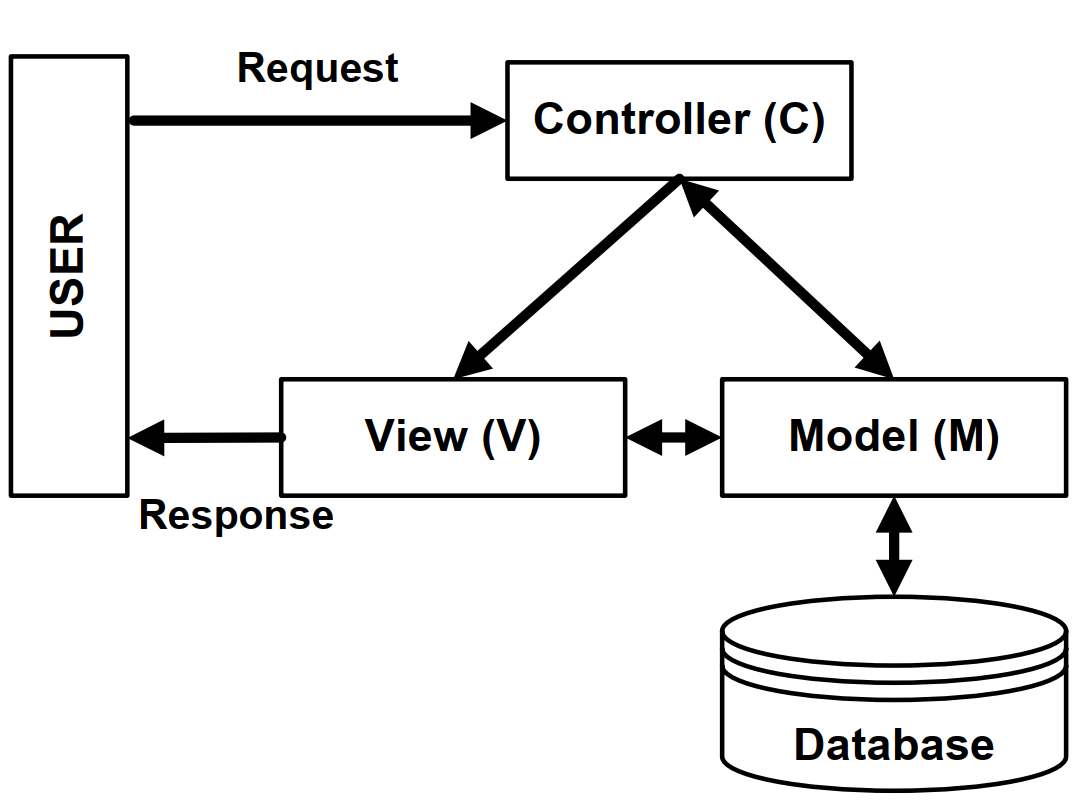 Request
Controller (C)
USER
View (V)
Model (M)
Response
Database